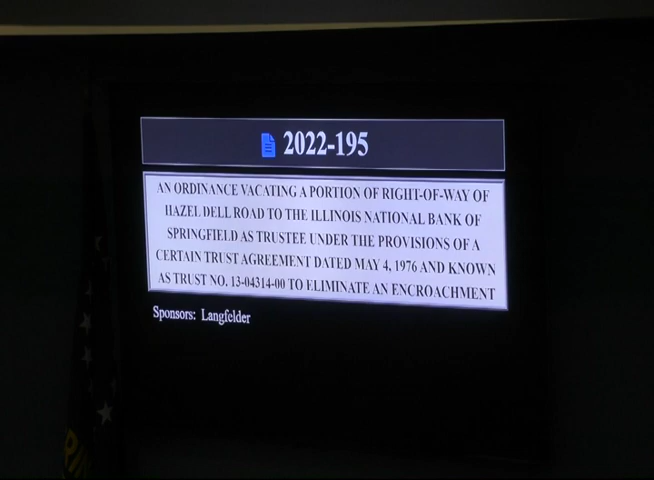 2022-195
AN ORDINANCE VACATING A PORTION OF RIGHT-OF-WAY OF
HAZEL DELL ROAD TO THE ILLINOIS NATIONAL BANK OF
SPRINGFIELD AS TRUSTEE UNDER THE PROVISIONS OF A
CERTAIN TRUST AGREEMENT DATED MAY 4, 1976 AND KNOWN
AS TRUST NO. 13-04314-00 TO ELIMINATE AN ENCROACHMENT
Sponsors: Langfelder